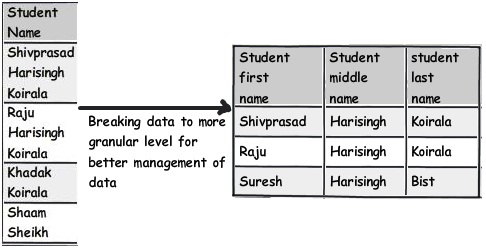 Student
Name
Shivprasad
Harisingh
Koirala
Raju
Harisingh
Koirala
Khadak
Koirala
Shaam
Sheikh
Breaking data to more
granular level for
better management of
data
Student Student student
first middle last
name name name
Shivprasad Harisingh Koirala
Raju Harisingh Koirala
Suresh Harisingh Bist